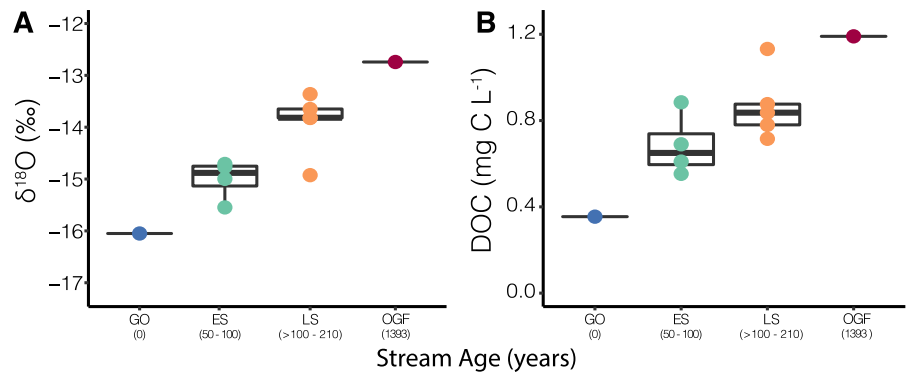 A
δ18O (‰)
−12
−13
−14
−15
−16
−17
GO ES LS OGF
(0) (50 - 100) (>100 - 210) (1393)
B
DOC (mg C L-1)
1.2
0.8
0.4
0.0
GO ES LS OGF
(0) (50 - 100) (>100 - 210) (1393)
Stream Age (years)